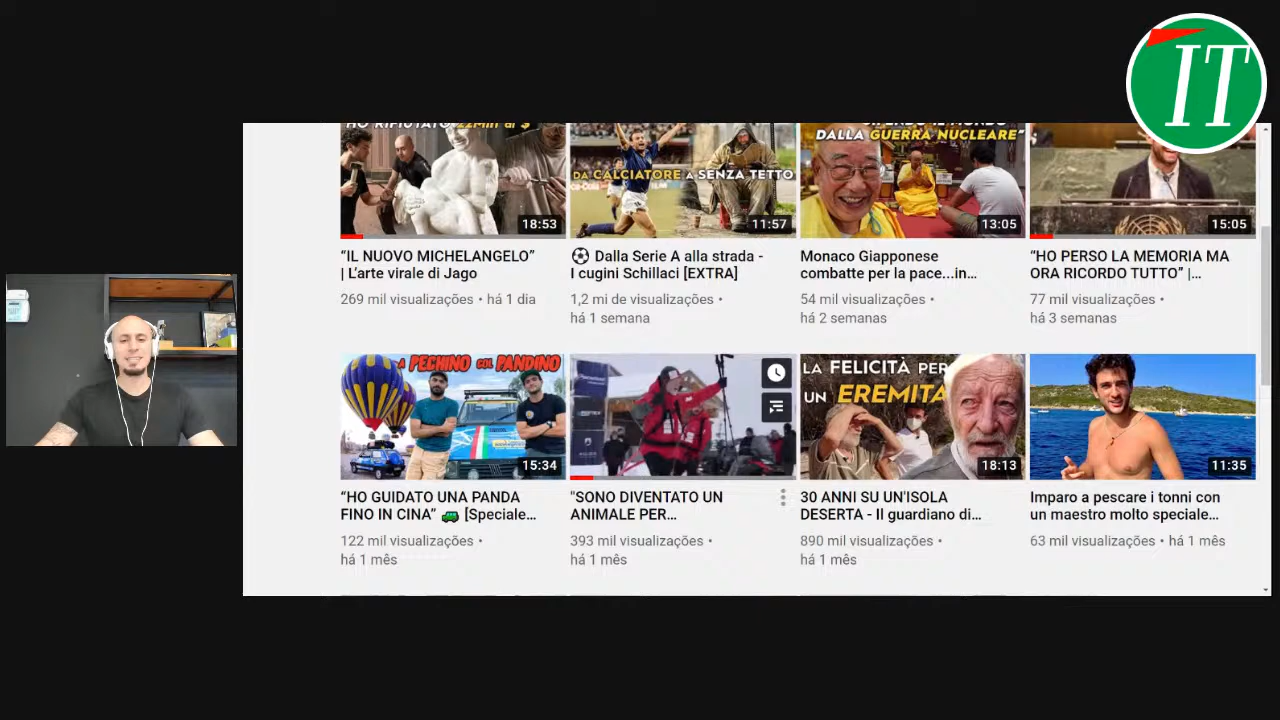 IT
HO RIFIUTATO 22Mln di $
DA CALCIATORE A SENZA TETTO
DALLA GUERRA NUCLEARE"
18:53
11:57
13:05
15:05
“IL NUOVO MICHELANGELO”
| L’arte virale di Jago
269 mil visualizações • há 1 dia
⚽ Dalla Serie A alla strada -
I cugini Schillaci [EXTRA]
1,2 mi de visualizações •
há 1 semana
Monaco Giapponese
combatte per la pace...in…
54 mil visualizações •
há 2 semanas
“HO PERSO LA MEMORIA MA
ORA RICORDO TUTTO” |…
77 mil visualizações •
há 3 semanas
A PECHINO COL PANDINO
LA FELICITÀ PER
UN EREMITA
15:34
18:13
11:35
“HO GUIDATO UNA PANDA
FINO IN CINA” 🚙 [Speciale…
122 mil visualizações •
há 1 mês
"SONO DIVENTATO UN
ANIMALE PER…
393 mil visualizações •
há 1 mês
30 ANNI SU UN'ISOLA
DESERTA - Il guardiano di…
890 mil visualizações •
há 1 mês
Imparo a pescare i tonni con
un maestro molto speciale…
63 mil visualizações • há 1 mês